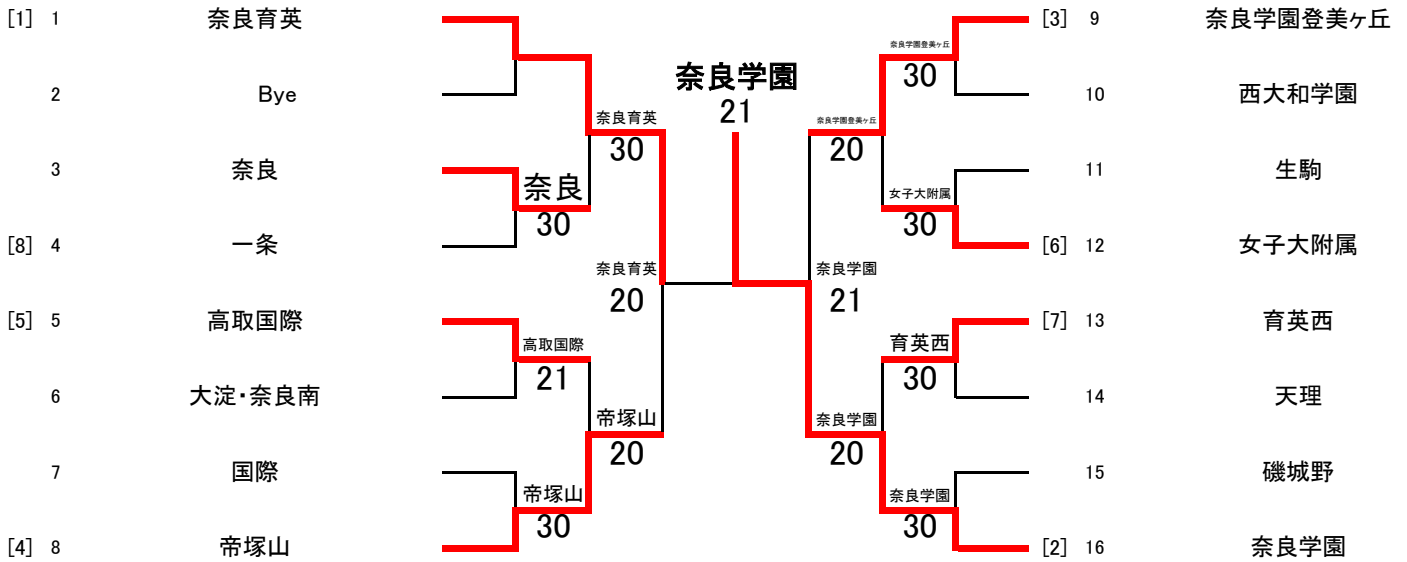 [1] 1 奈良育英
2 Bye
3 奈良
[8] 4 一条
[5] 5 高取国際
6 大淀・奈良南
7 国際
[4] 8 帝塚山
奈良
30
高取国際
21
帝塚山
30
奈良育英
30
帝塚山
20
奈良育英
20
奈良学園
21
奈良学園
21
奈良学園登美ヶ丘
20
奈良学園
20
奈良学園登美ヶ丘
30
女子大附属
30
育英西
30
奈良学園
30
[3] 9 奈良学園登美ヶ丘
10 西大和学園
11 生駒
[6] 12 女子大附属
[7] 13 育英西
14 天理
15 磯城野
[2] 16 奈良学園